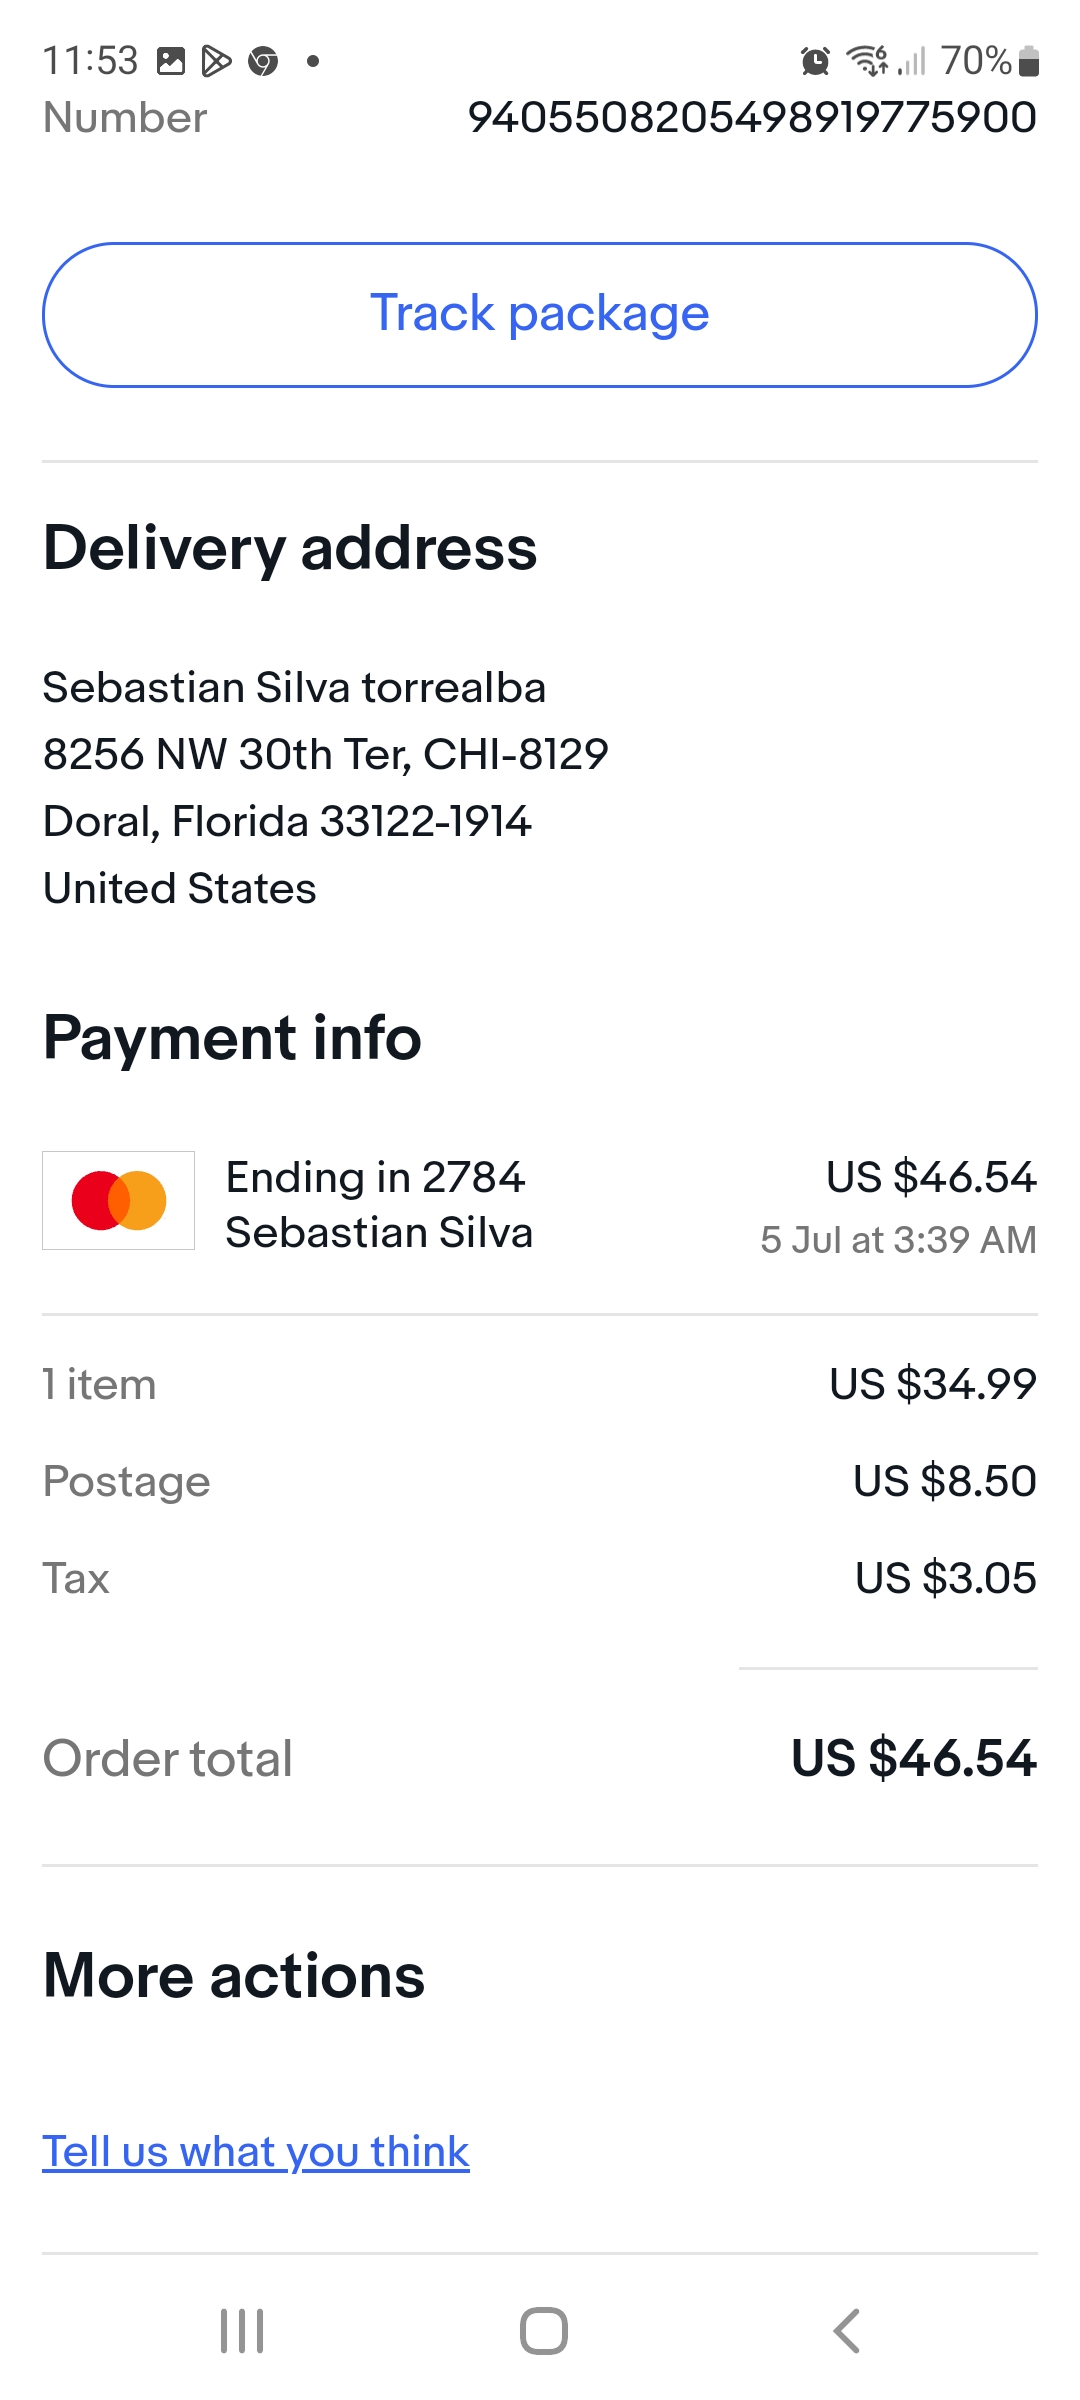 11:53 70%
Number 9405508205498919775900
Track package
Delivery address
Sebastian Silva torrealba
8256 NW 30th Ter, CHI-8129
Doral, Florida 33122-1914
United States
Payment info
Ending in 2784 US $46.54
Sebastian Silva 5 Jul at 3:39 AM
1 item US $34.99
Postage US $8.50
Tax US $3.05
Order total US $46.54
More actions
Tell us what you think